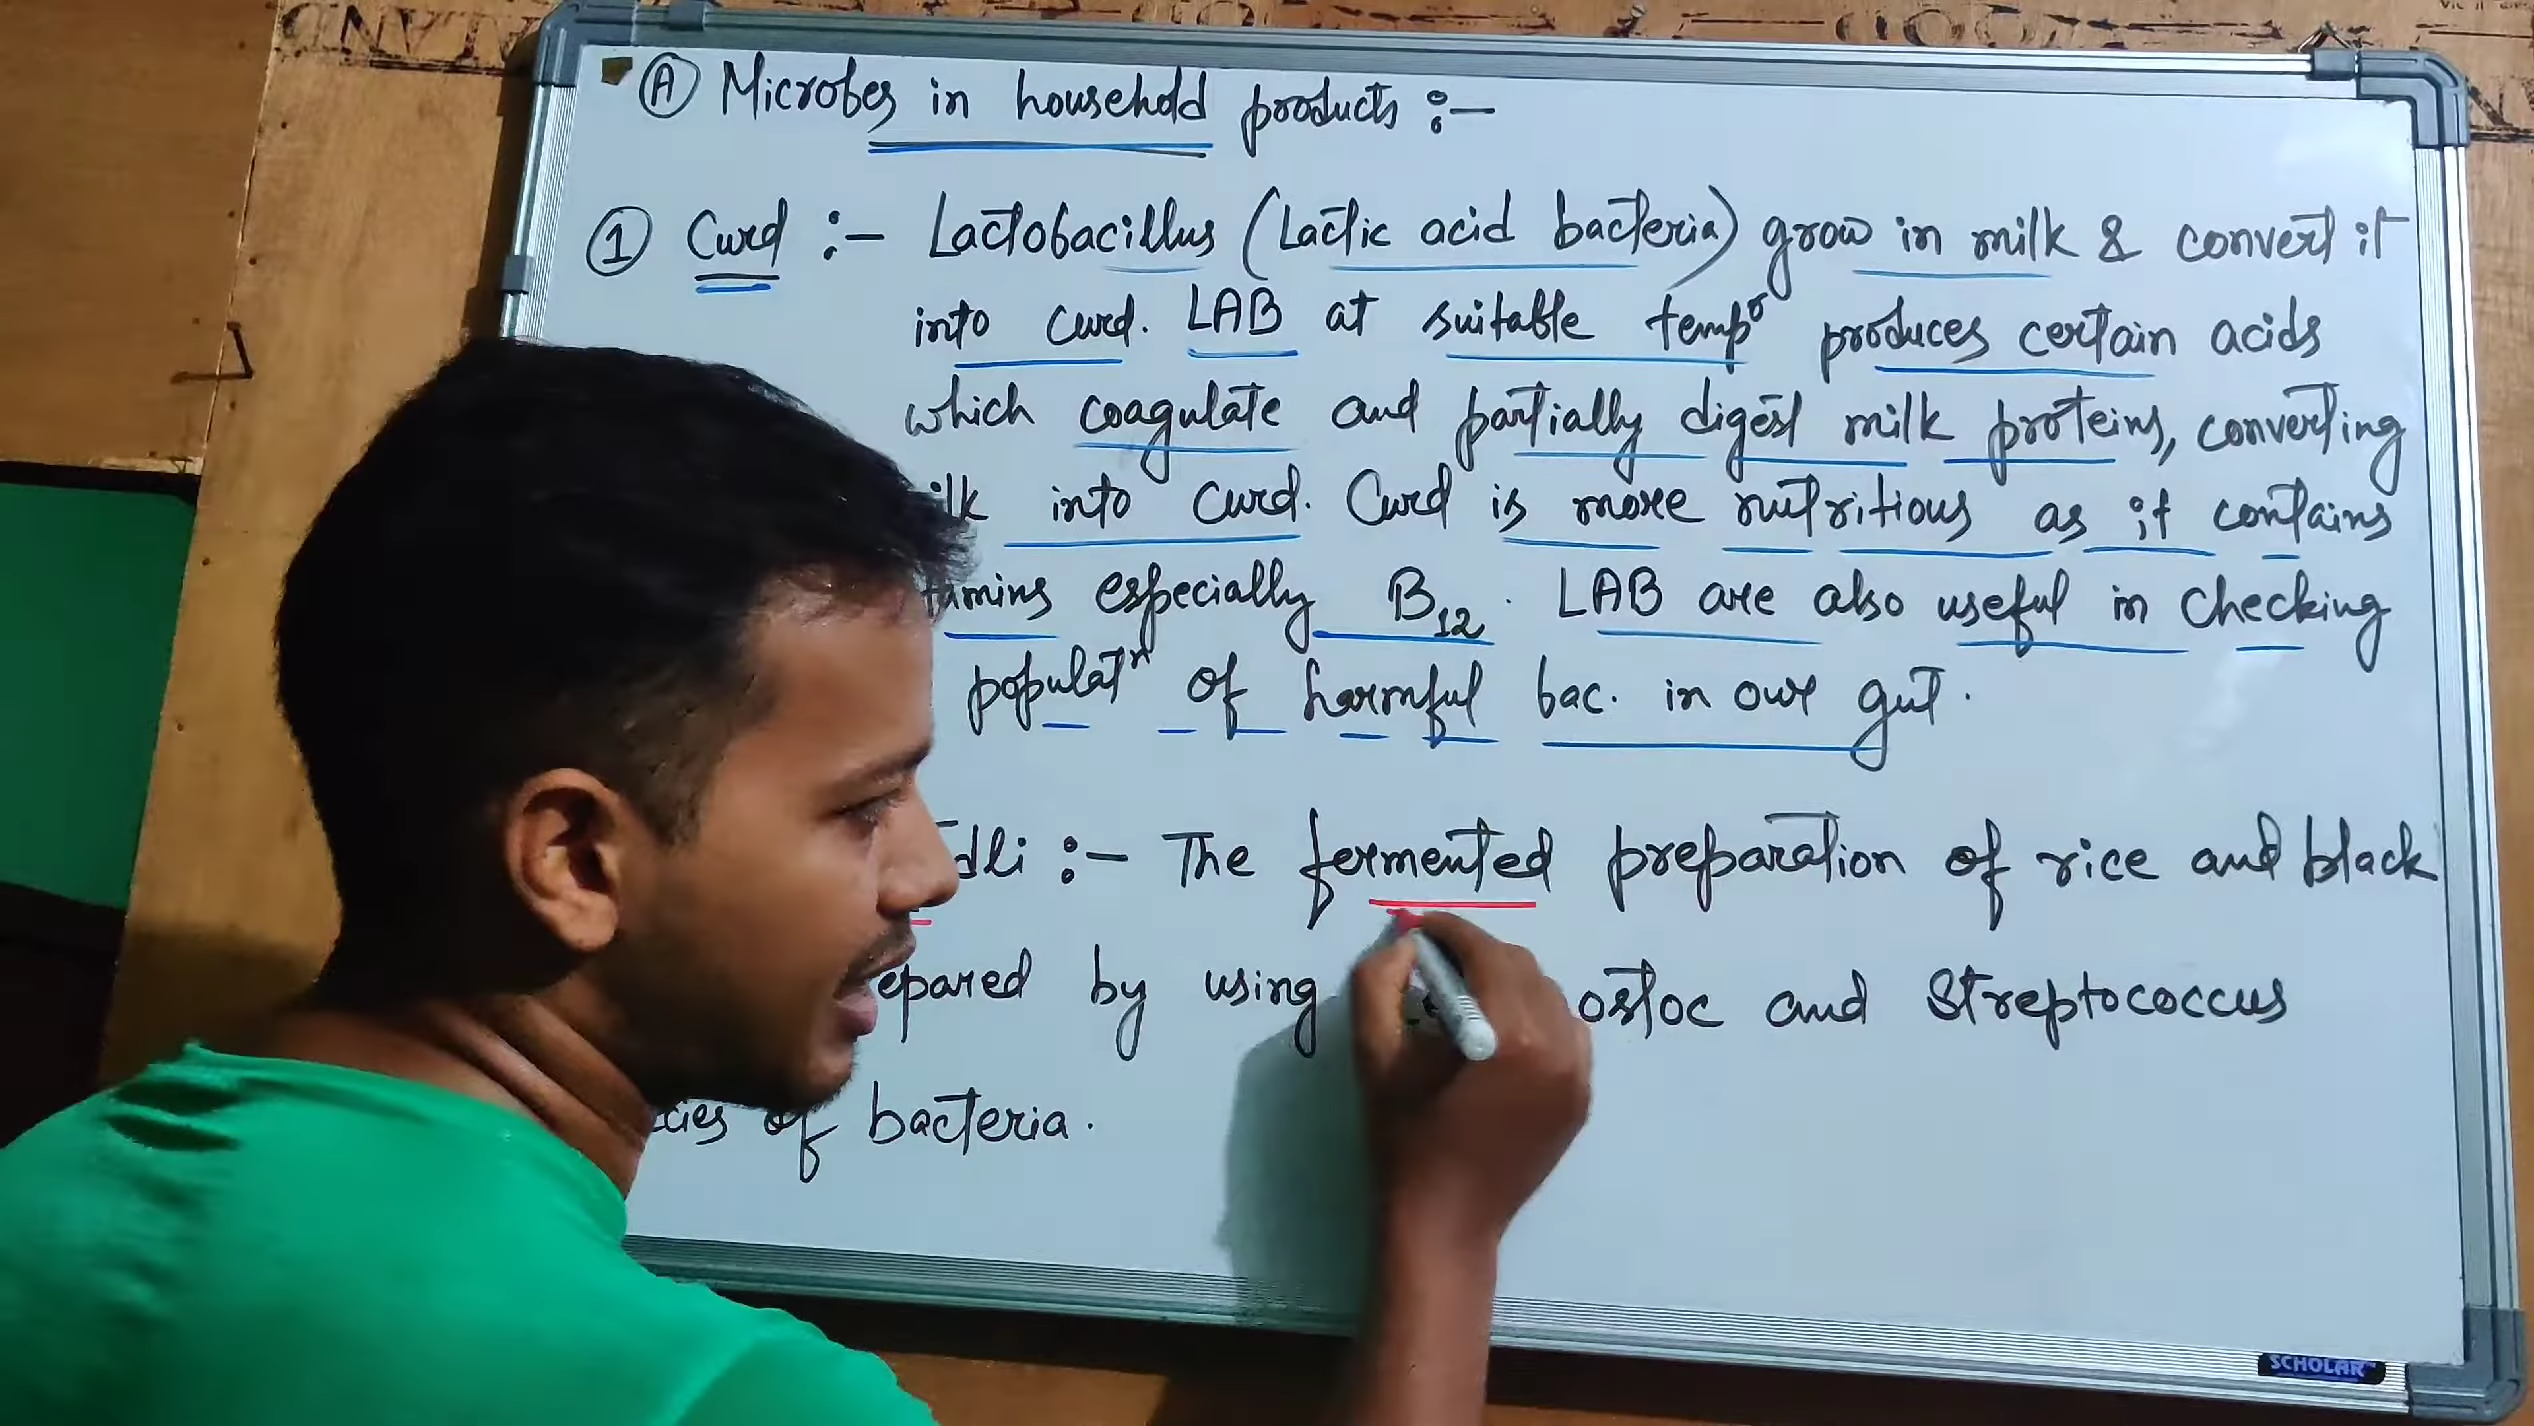 Ⓐ Microbes in household products :-
① Curd :- Lactobacillus (Lactic acid bacteria) grow in milk & convert it
into curd. LAB at suitable tempʳ produces certain acids
which coagulate and partially digest milk proteins, converting
ilk into curd. Curd is more nutritious as it contains
tamins especially B₁₂. LAB are also useful in checking
populatⁿ of harmful bac. in our gut.
dli :- The fermented preparation of rice and black
epared by using ostoc and Streptococcus
cies of bacteria.
SCHOLAR